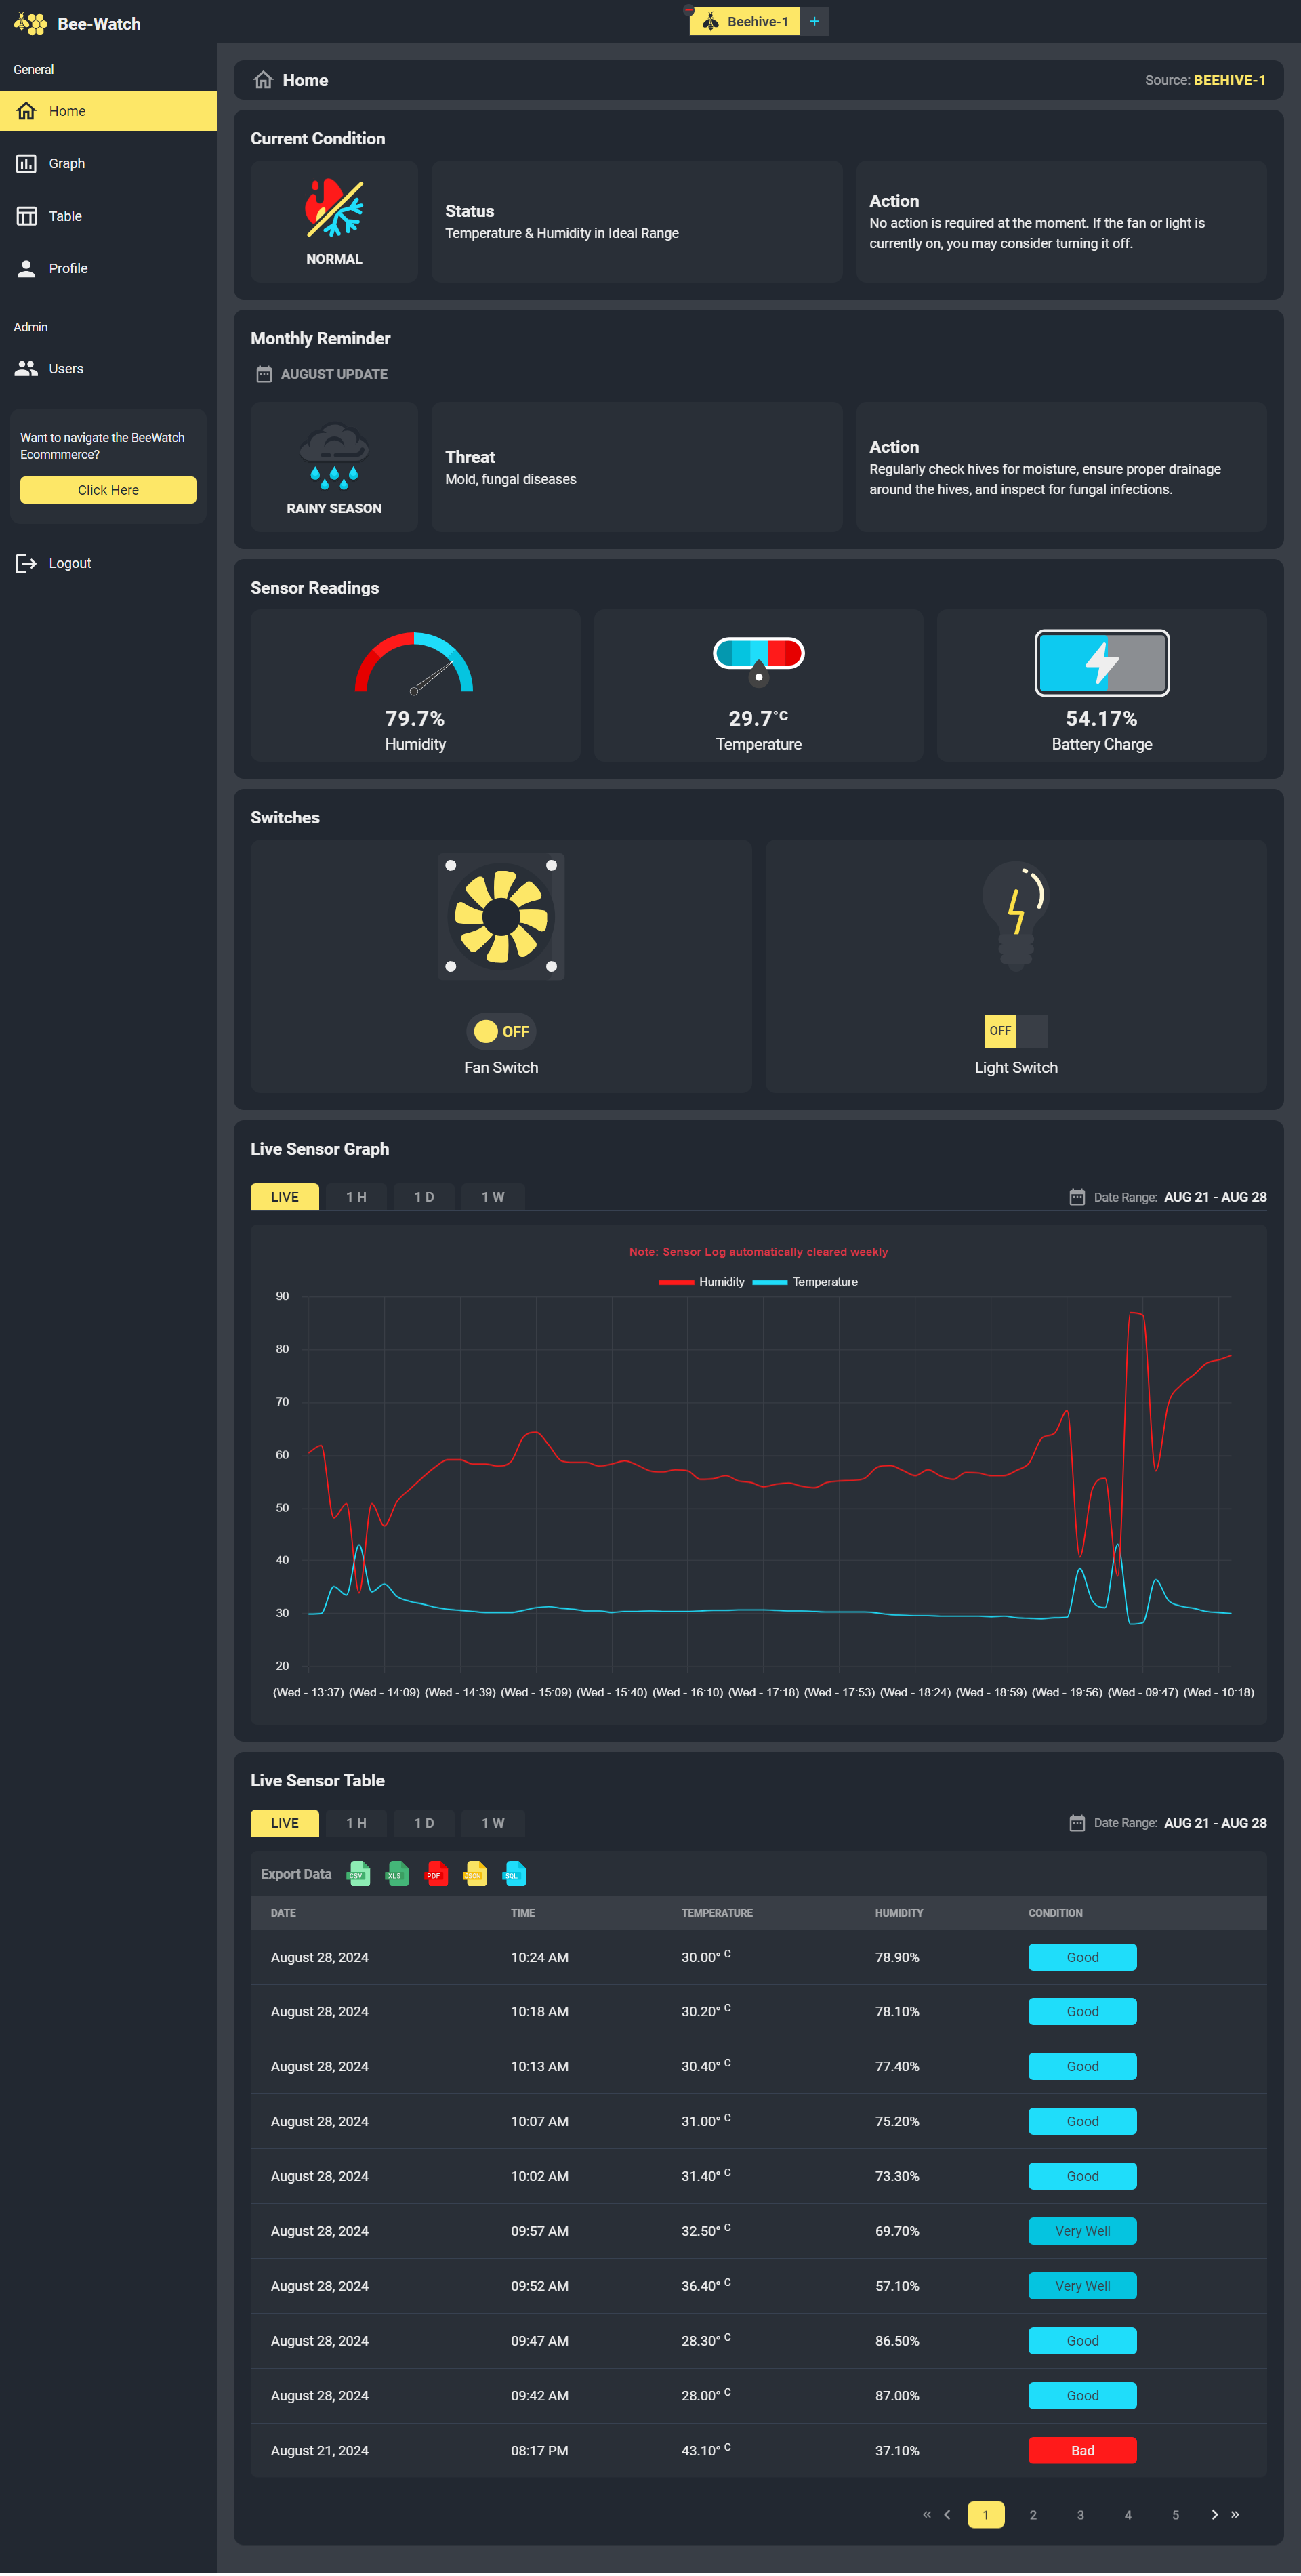 Bee-Watch
Beehive-1 +
General
Home
Graph
Table
Profile
Admin
Users
Want to navigate the BeeWatch
Ecommmerce?
Click Here
Logout
Home
Source: BEEHIVE-1
Current Condition
NORMAL
Status
Temperature & Humidity in Ideal Range
Action
No action is required at the moment. If the fan or light is
currently on, you may consider turning it off.
Monthly Reminder
AUGUST UPDATE
RAINY SEASON
Threat
Mold, fungal diseases
Action
Regularly check hives for moisture, ensure proper drainage
around the hives, and inspect for fungal infections.
Sensor Readings
79.7%
Humidity
29.7°C
Temperature
54.17%
Battery Charge
Switches
OFF
Fan Switch
OFF
Light Switch
Live Sensor Graph
LIVE 1 H 1 D 1 W
Date Range: AUG 21 - AUG 28
Note: Sensor Log automatically cleared weekly
Humidity Temperature
90
80
70
60
50
40
30
20
(Wed - 13:37) (Wed - 14:09) (Wed - 14:39) (Wed - 15:09) (Wed - 15:40) (Wed - 16:10) (Wed - 17:18) (Wed - 17:53) (Wed - 18:24) (Wed - 18:59) (Wed - 19:56) (Wed - 09:47) (Wed - 10:18)
Live Sensor Table
LIVE 1 H 1 D 1 W
Date Range: AUG 21 - AUG 28
Export Data CSV XLS PDF JSON SQL
DATE TIME TEMPERATURE HUMIDITY CONDITION
August 28, 2024 10:24 AM 30.00° C 78.90% Good
August 28, 2024 10:18 AM 30.20° C 78.10% Good
August 28, 2024 10:13 AM 30.40° C 77.40% Good
August 28, 2024 10:07 AM 31.00° C 75.20% Good
August 28, 2024 10:02 AM 31.40° C 73.30% Good
August 28, 2024 09:57 AM 32.50° C 69.70% Very Well
August 28, 2024 09:52 AM 36.40° C 57.10% Very Well
August 28, 2024 09:47 AM 28.30° C 86.50% Good
August 28, 2024 09:42 AM 28.00° C 87.00% Good
August 21, 2024 08:17 PM 43.10° C 37.10% Bad
« ‹ 1 2 3 4 5 › »